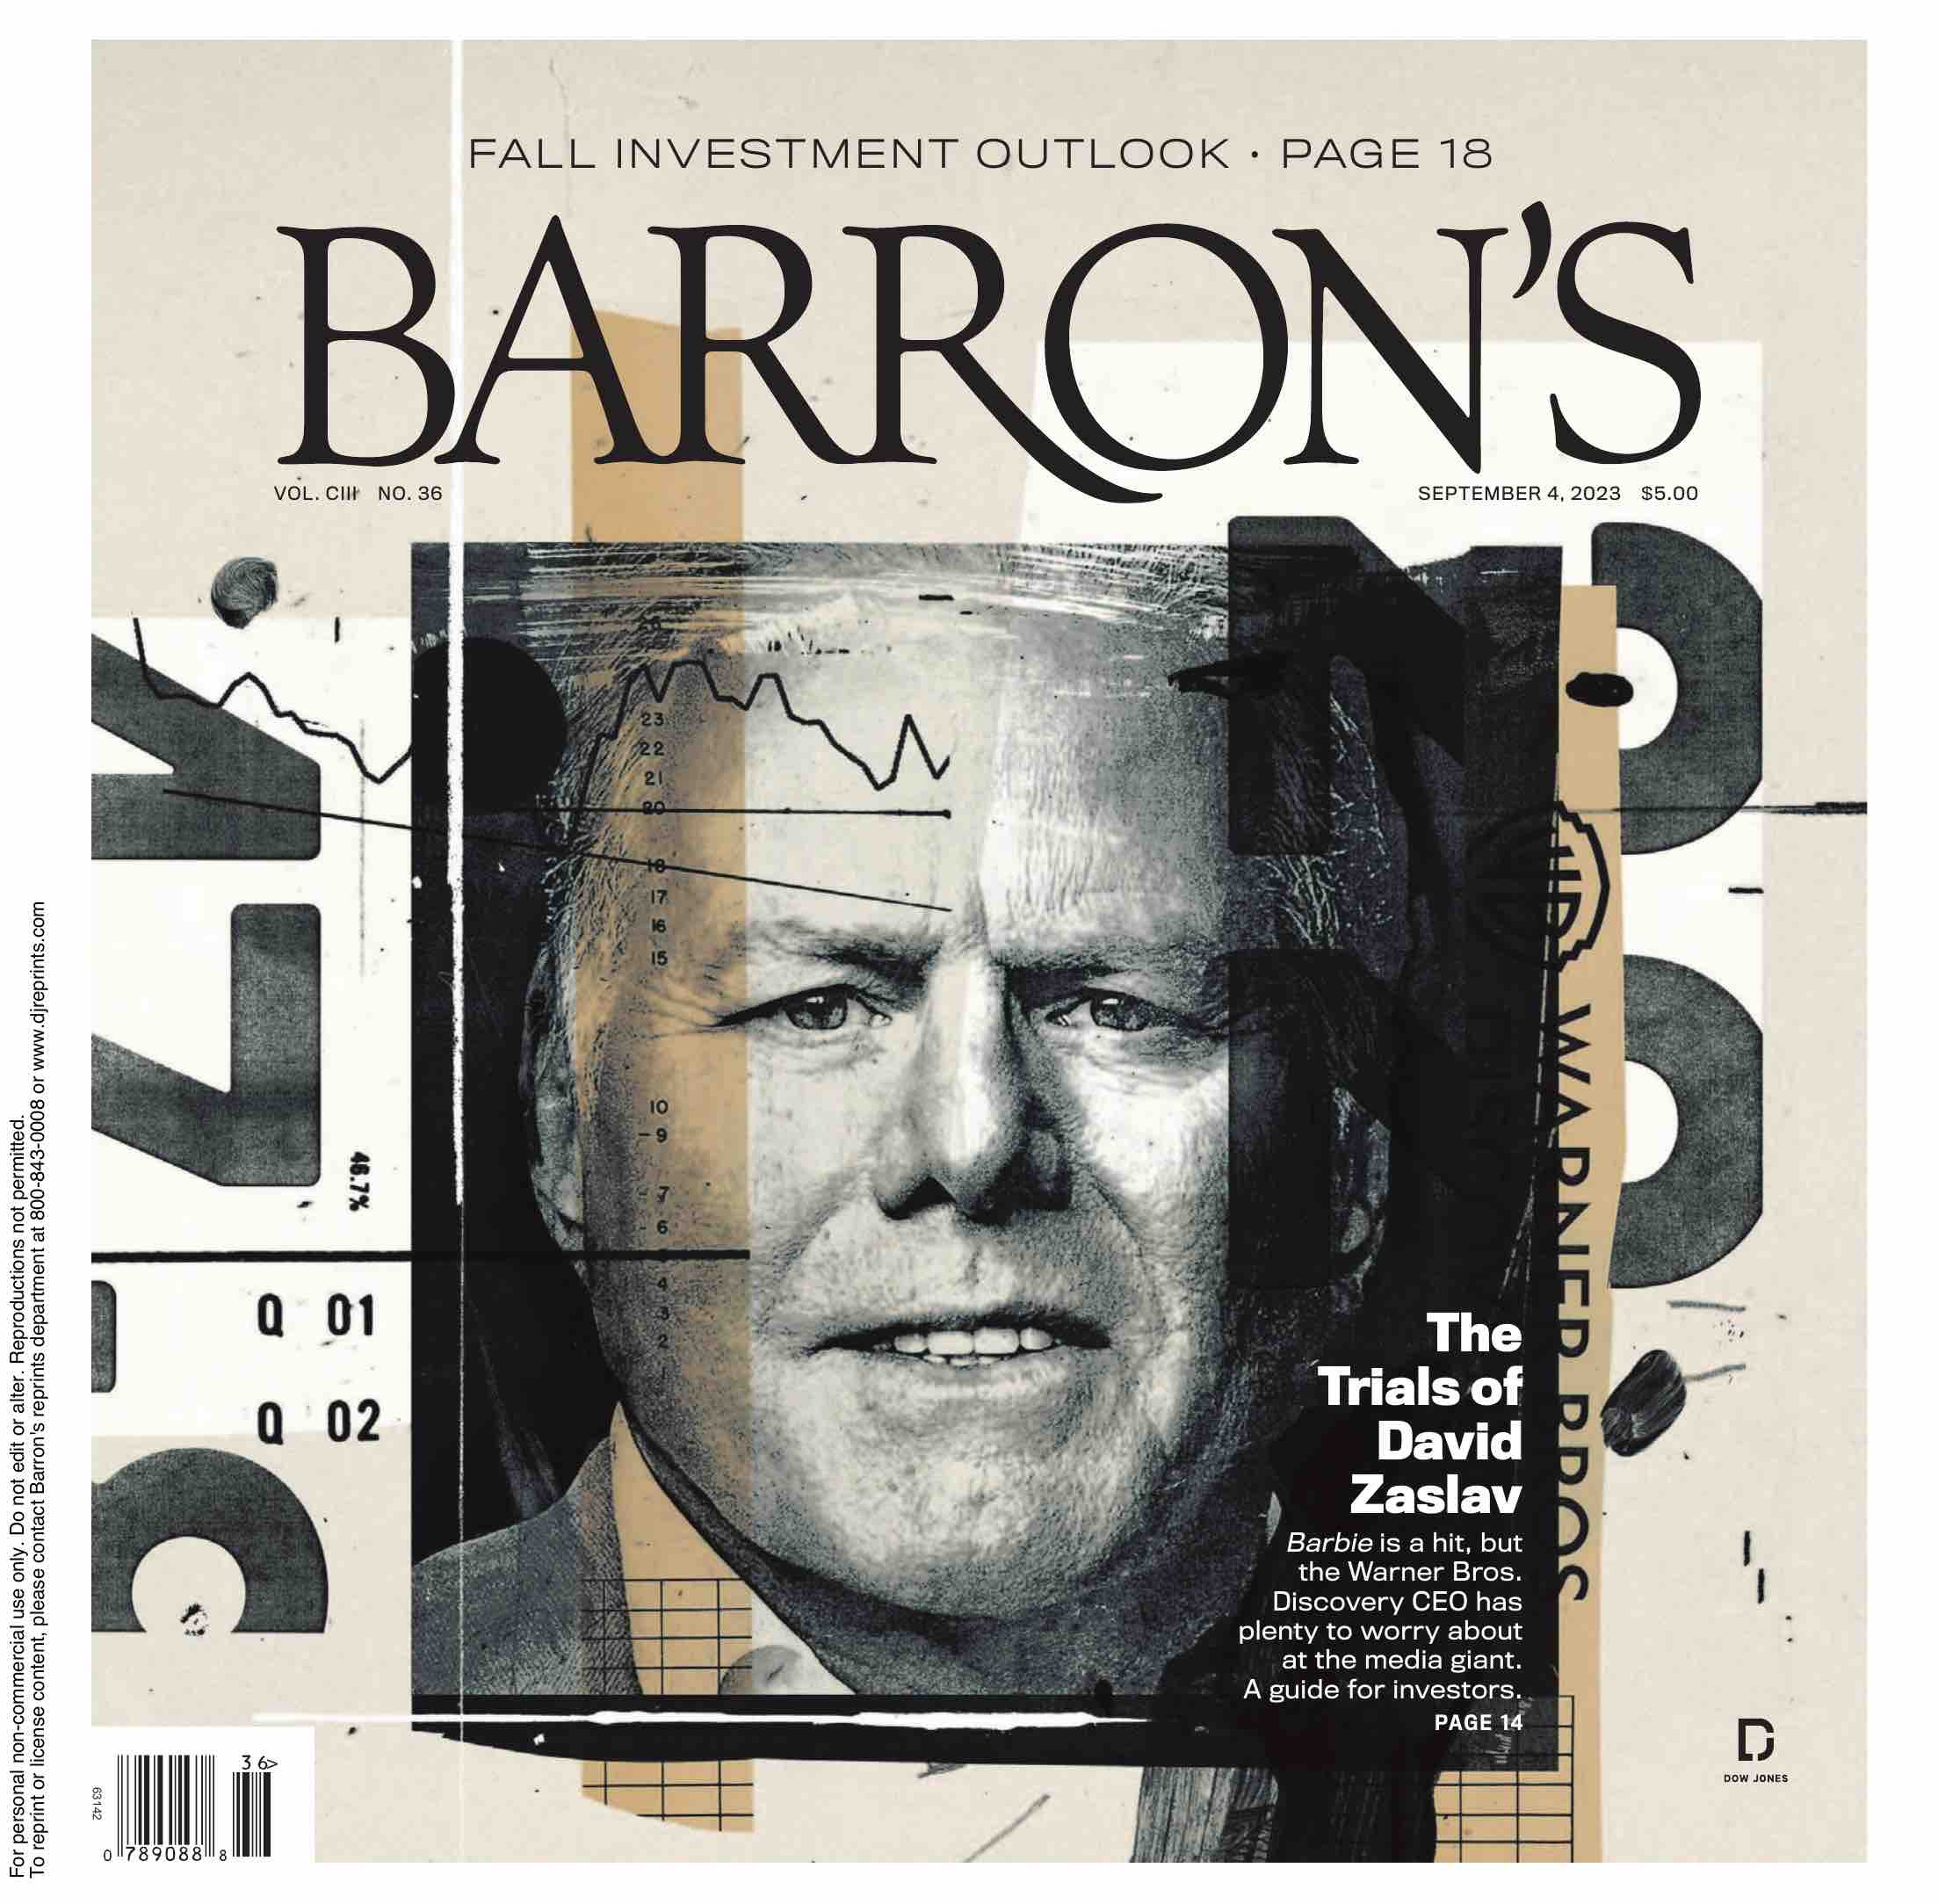 FALL INVESTMENT OUTLOOK · PAGE 18
BARRON'S
VOL. CIII NO. 36
SEPTEMBER 4, 2023 $5.00
23
22
21
20
18
17
16
15
10
9
7
6
4
3
2
46.7%
Q 01
Q 02
WB
WARNER BROS
The
Trials of
David
Zaslav
Barbie is a hit, but
the Warner Bros.
Discovery CEO has
plenty to worry about
at the media giant.
A guide for investors.
PAGE 14
DOW JONES
36>
63142
0 789088 8
For personal non-commercial use only. Do not edit or alter. Reproductions not permitted.
To reprint or license content, please contact Barron's reprints department at 800-843-0008 or www.djreprints.com